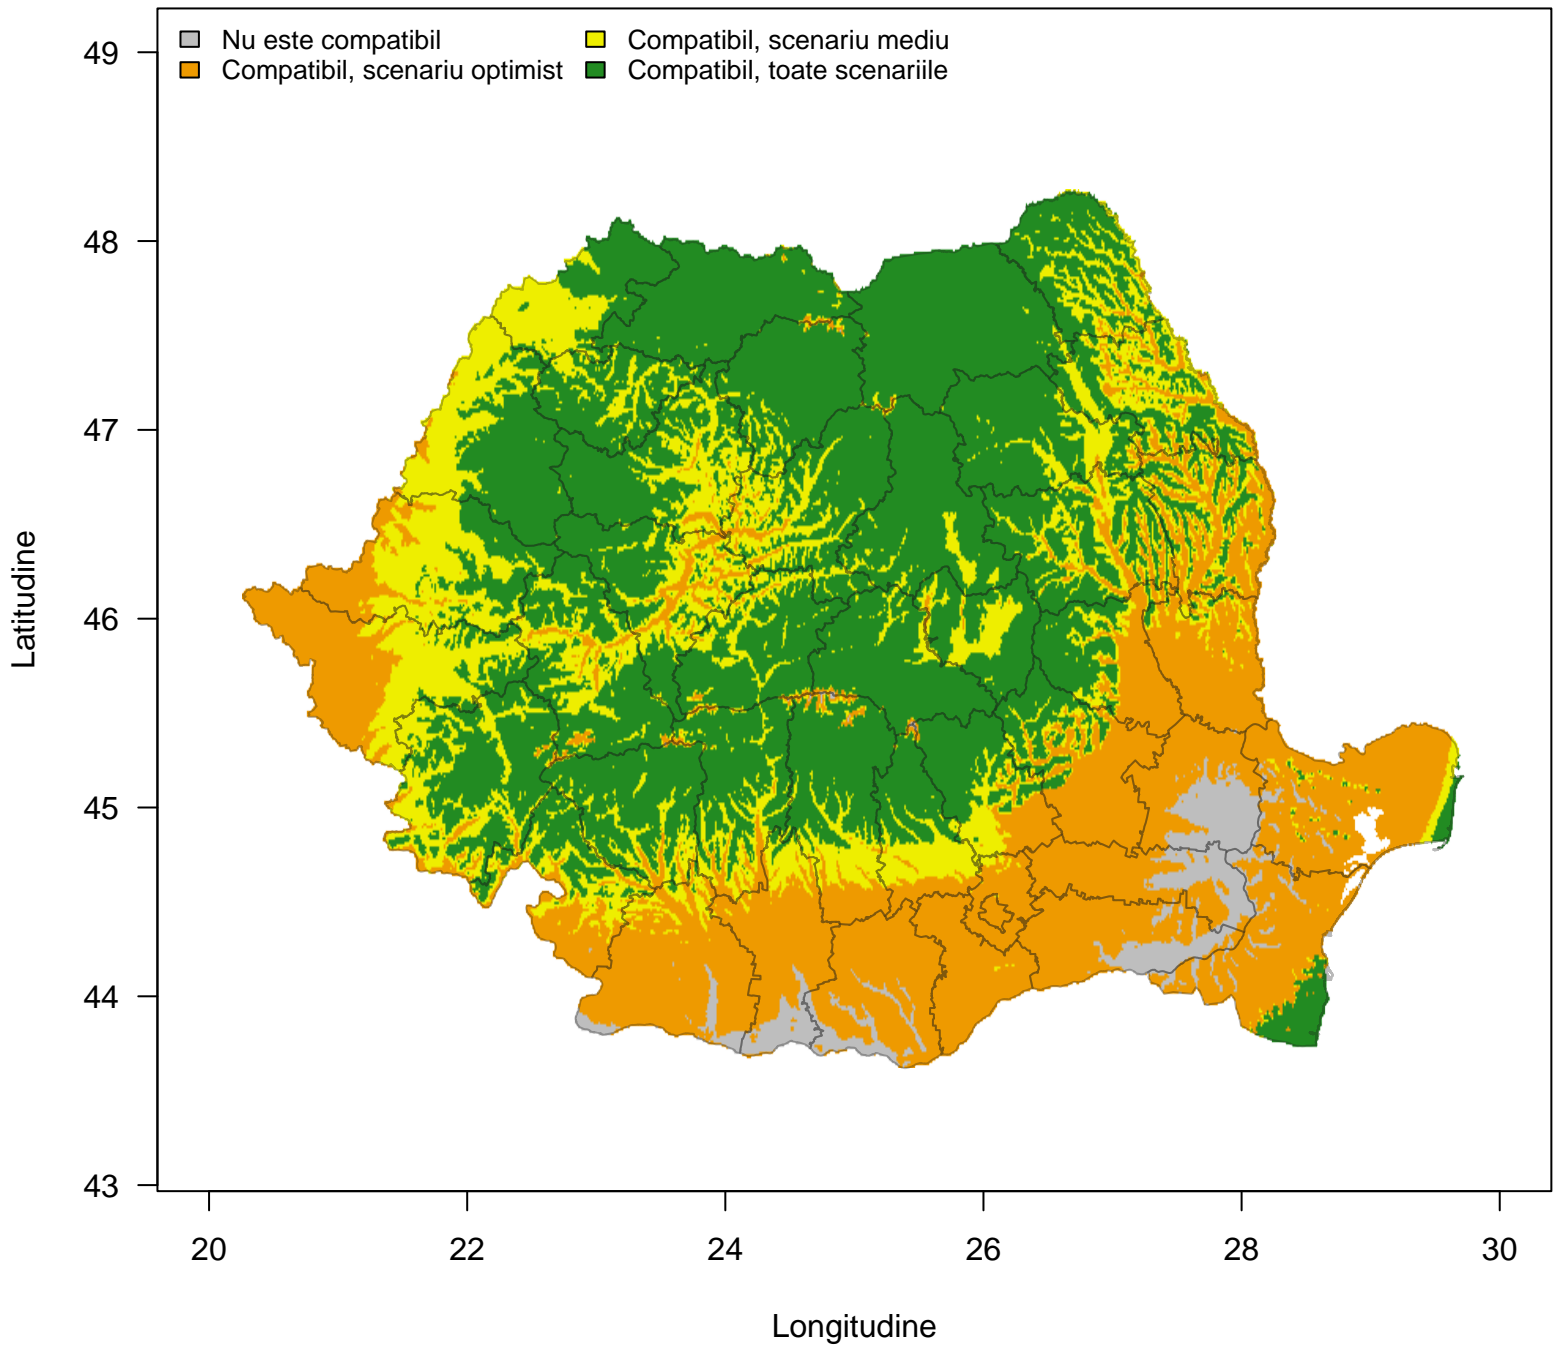 Nu este compatibil
Compatibil, scenariu optimist
Compatibil, scenariu mediu
Compatibil, toate scenariile
49
48
47
46
45
44
43
Latitudine
20 22 24 26 28 30
Longitudine